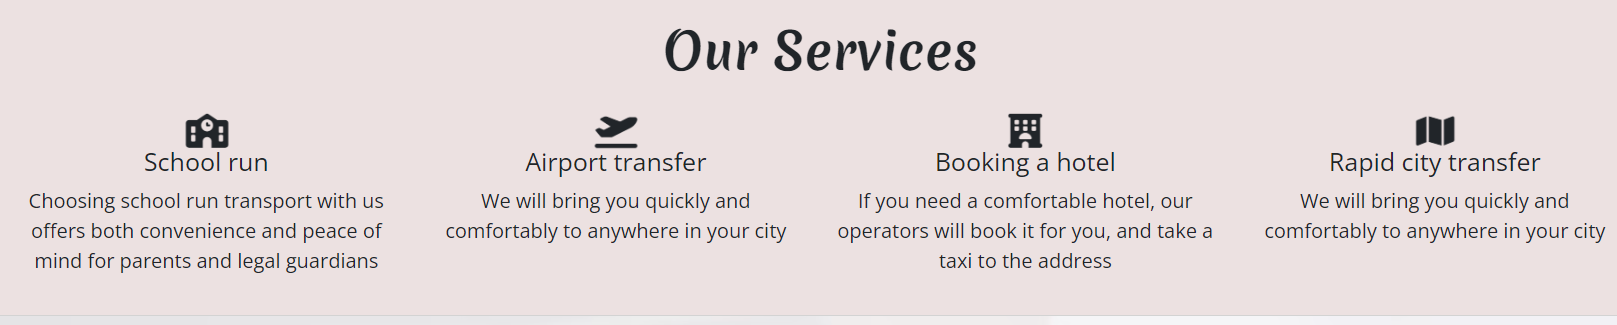 Our Services
School run
Choosing school run transport with us
offers both convenience and peace of
mind for parents and legal guardians
Airport transfer
We will bring you quickly and
comfortably to anywhere in your city
Booking a hotel
If you need a comfortable hotel, our
operators will book it for you, and take a
taxi to the address
Rapid city transfer
We will bring you quickly and
comfortably to anywhere in your city